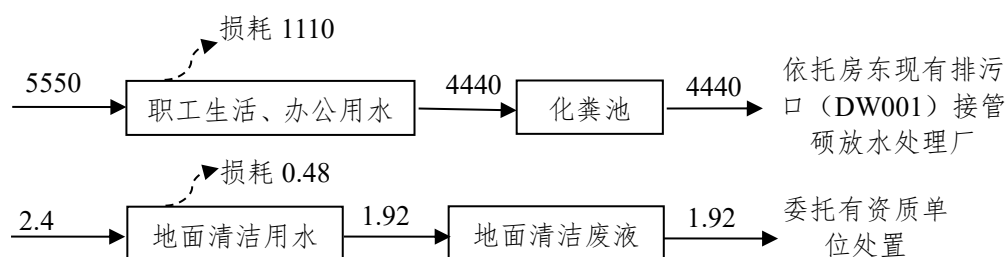 损耗 1110
5550
职工生活、办公用水
4440
化粪池
4440
依托房东现有排污
口（DW001）接管
硕放水处理厂
损耗 0.48
2.4
地面清洁用水
1.92
地面清洁废液
1.92
委托有资质单
位处置